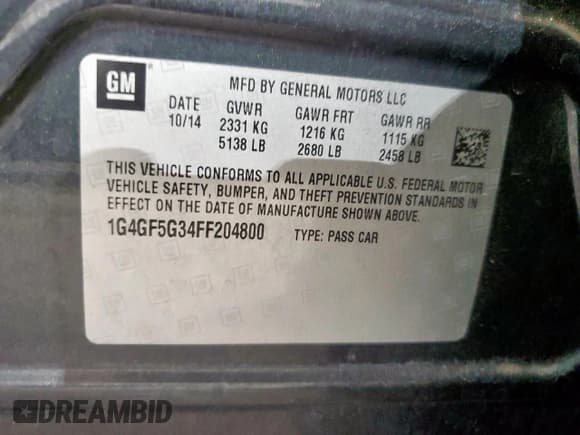 GM ®
MFD BY GENERAL MOTORS LLC
DATE GVWR GAWR FRT GAWR RR
10/14 2331 KG 1216 KG 1115 KG
5138 LB 2680 LB 2458 LB
THIS VEHICLE CONFORMS TO ALL APPLICABLE U.S. FEDERAL MOTOR
VEHICLE SAFETY, BUMPER, AND THEFT PREVENTION STANDARDS IN
EFFECT ON THE DATE OF MANUFACTURE SHOWN ABOVE.
1G4GF5G34FF204800 TYPE: PASS CAR
DREAMBID